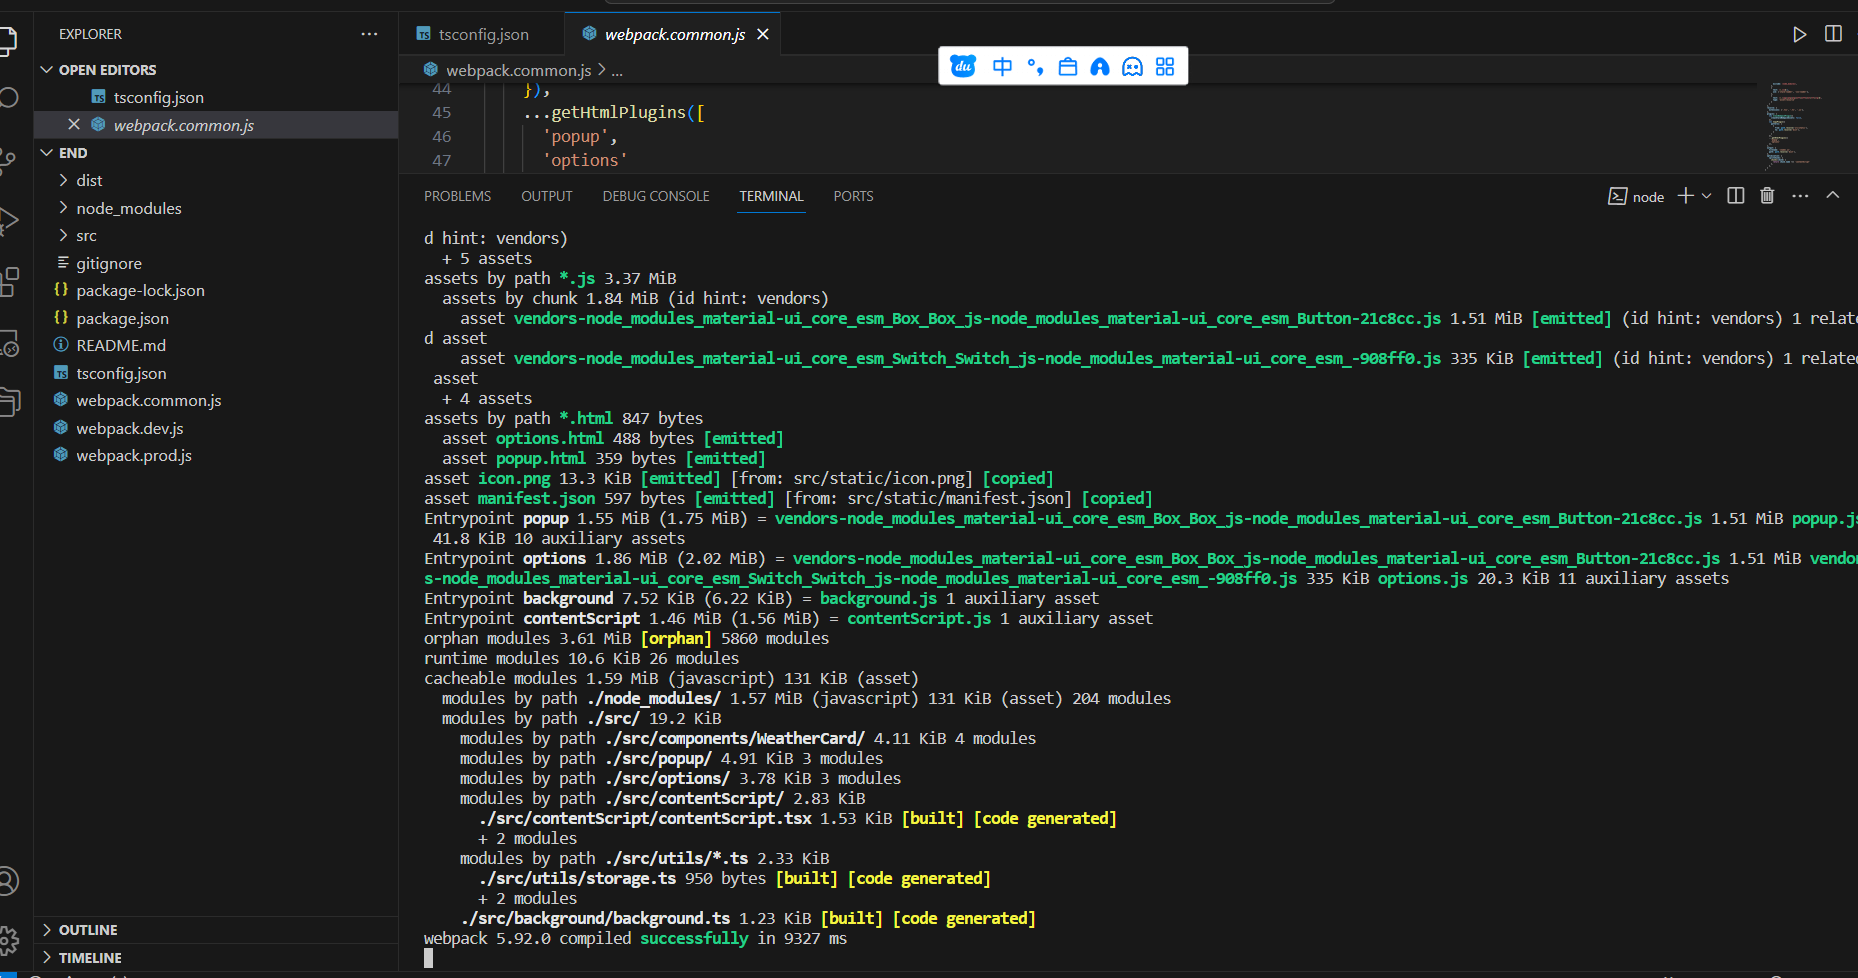 EXPLORER
OPEN EDITORS
tsconfig.json
webpack.common.js
END
dist
node_modules
src
gitignore
package-lock.json
package.json
README.md
tsconfig.json
webpack.common.js
webpack.dev.js
webpack.prod.js
OUTLINE
TIMELINE
tsconfig.json
webpack.common.js
webpack.common.js > ...
du 中
44 }),
45 ...getHtmlPlugins([
46 'popup',
47 'options'
PROBLEMS OUTPUT DEBUG CONSOLE TERMINAL PORTS
node
d hint: vendors)
+ 5 assets
assets by path *.js 3.37 MiB
assets by chunk 1.84 MiB (id hint: vendors)
asset vendors-node_modules_material-ui_core_esm_Box_Box_js-node_modules_material-ui_core_esm_Button-21c8cc.js 1.51 MiB [emitted] (id hint: vendors) 1 relate
d asset
asset vendors-node_modules_material-ui_core_esm_Switch_Switch_js-node_modules_material-ui_core_esm_-908ff0.js 335 KiB [emitted] (id hint: vendors) 1 related
asset
+ 4 assets
assets by path *.html 847 bytes
asset options.html 488 bytes [emitted]
asset popup.html 359 bytes [emitted]
asset icon.png 13.3 KiB [emitted] [from: src/static/icon.png] [copied]
asset manifest.json 597 bytes [emitted] [from: src/static/manifest.json] [copied]
Entrypoint popup 1.55 MiB (1.75 MiB) = vendors-node_modules_material-ui_core_esm_Box_Box_js-node_modules_material-ui_core_esm_Button-21c8cc.js 1.51 MiB popup.js
41.8 KiB 10 auxiliary assets
Entrypoint options 1.86 MiB (2.02 MiB) = vendors-node_modules_material-ui_core_esm_Box_Box_js-node_modules_material-ui_core_esm_Button-21c8cc.js 1.51 MiB vendor
s-node_modules_material-ui_core_esm_Switch_Switch_js-node_modules_material-ui_core_esm_-908ff0.js 335 KiB options.js 20.3 KiB 11 auxiliary assets
Entrypoint background 7.52 KiB (6.22 KiB) = background.js 1 auxiliary asset
Entrypoint contentScript 1.46 MiB (1.56 MiB) = contentScript.js 1 auxiliary asset
orphan modules 3.61 MiB [orphan] 5860 modules
runtime modules 10.6 KiB 26 modules
cacheable modules 1.59 MiB (javascript) 131 KiB (asset)
modules by path ./node_modules/ 1.57 MiB (javascript) 131 KiB (asset) 204 modules
modules by path ./src/ 19.2 KiB
modules by path ./src/components/WeatherCard/ 4.11 KiB 4 modules
modules by path ./src/popup/ 4.91 KiB 3 modules
modules by path ./src/options/ 3.78 KiB 3 modules
modules by path ./src/contentScript/ 2.83 KiB
./src/contentScript/contentScript.tsx 1.53 KiB [built] [code generated]
+ 2 modules
modules by path ./src/utils/*.ts 2.33 KiB
./src/utils/storage.ts 950 bytes [built] [code generated]
+ 2 modules
./src/background/background.ts 1.23 KiB [built] [code generated]
webpack 5.92.0 compiled successfully in 9327 ms